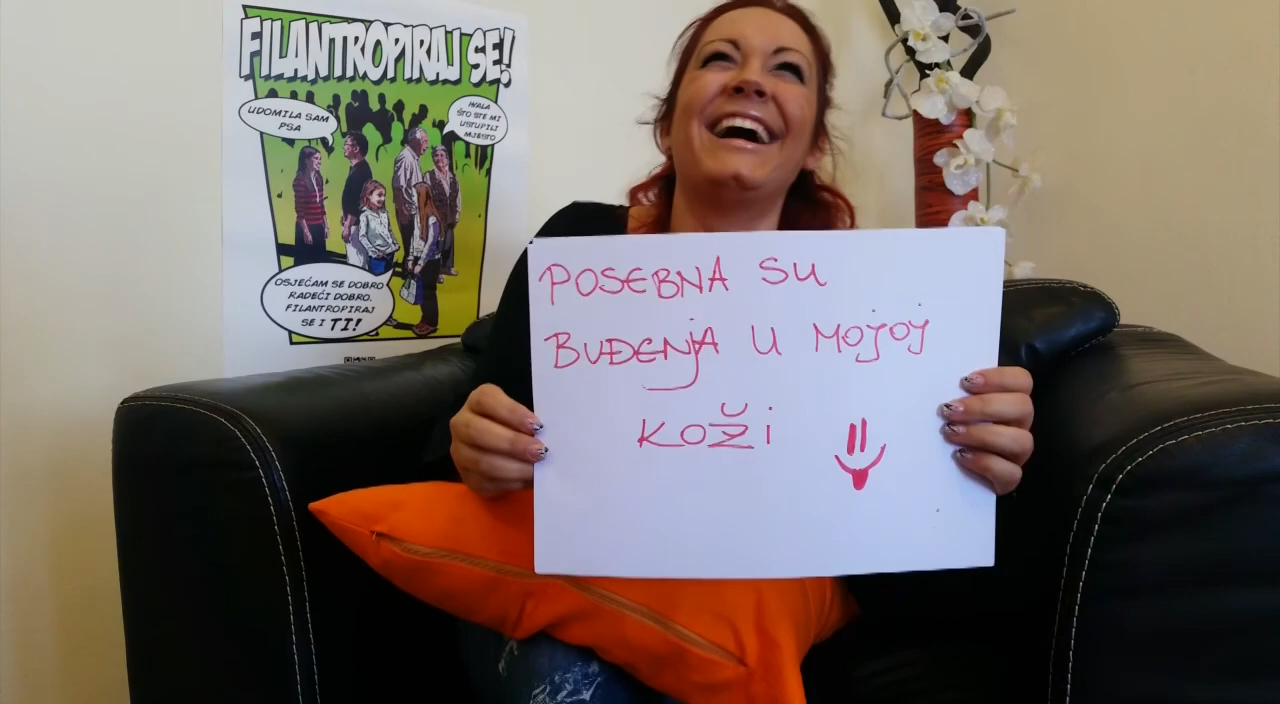 FILANTROPIRAJ SE!
UDOMILA SAM
PSA
HVALA
ŠTO STE MI
USTUPILI
MJESTO
OSJEĆAM SE DOBRO
RADEĆI DOBRO.
FILANTROPIRAJ
SE I TI!
POSEBNA SU
BUĐENJA U MOJOJ
KOŽI